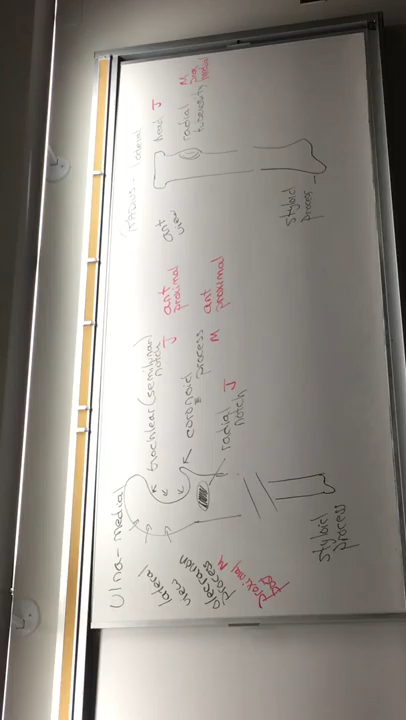 Ulna - medial
lateral
view
olecranon
process M
proximal
post
trochlear (semilunar)
notch J
ant
proximal
coronoid
process M
ant proximal
radial J
notch
styloid
process
Radius - lateral
ant
view
head J
radial
tuberosity
M
styloid
process